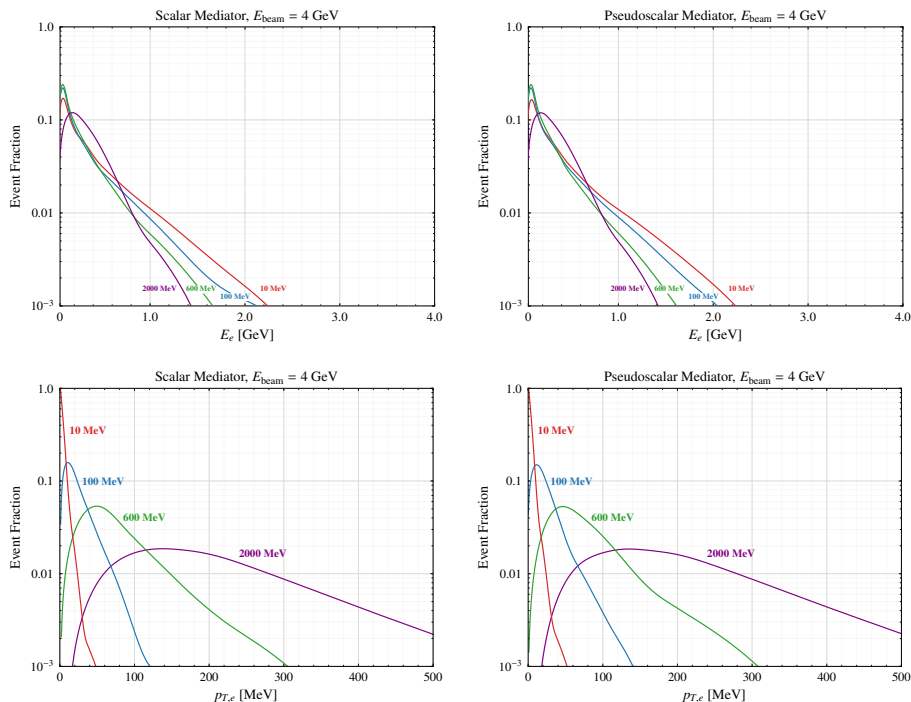 Scalar Mediator, E_beam = 4 GeV
Event Fraction
1.0
0.1
0.01
10⁻³
2000 MeV
600 MeV
100 MeV
10 MeV
0
1.0
2.0
3.0
4.0
E_e [GeV]
Pseudoscalar Mediator, E_beam = 4 GeV
Event Fraction
1.0
0.1
0.01
10⁻³
2000 MeV
600 MeV
100 MeV
10 MeV
0
1.0
2.0
3.0
4.0
E_e [GeV]
Scalar Mediator, E_beam = 4 GeV
Event Fraction
1.0
0.1
0.01
10⁻³
10 MeV
100 MeV
600 MeV
2000 MeV
0
100
200
300
400
500
p_T,e [MeV]
Pseudoscalar Mediator, E_beam = 4 GeV
Event Fraction
1.0
0.1
0.01
10⁻³
10 MeV
100 MeV
600 MeV
2000 MeV
0
100
200
300
400
500
p_T,e [MeV]